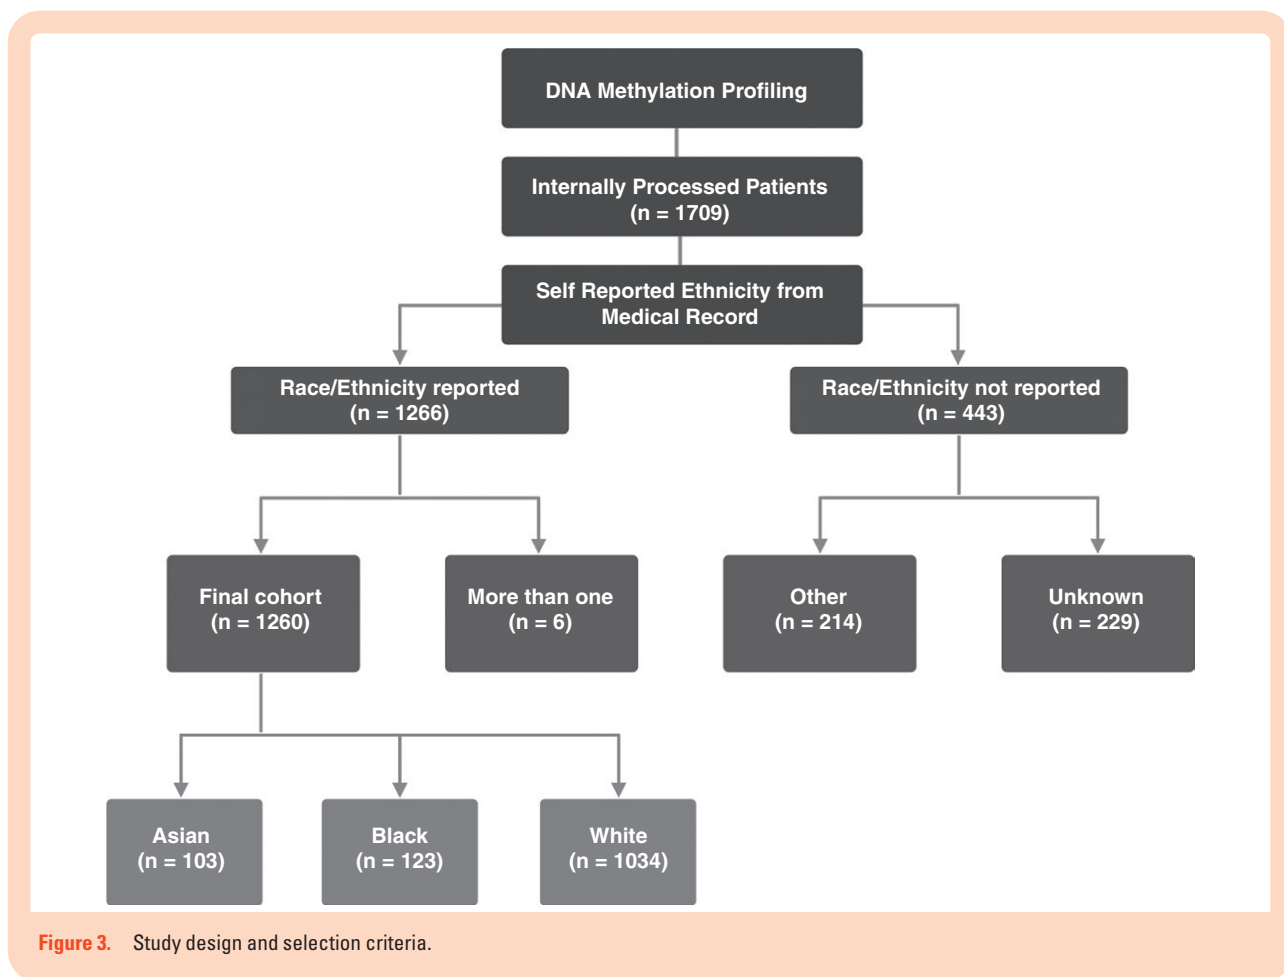 DNA Methylation Profiling
Internally Processed Patients
(n = 1709)
Self Reported Ethnicity from
Medical Record
Race/Ethnicity reported
(n = 1266)
Race/Ethnicity not reported
(n = 443)
Final cohort
(n = 1260)
More than one
(n = 6)
Other
(n = 214)
Unknown
(n = 229)
Asian
(n = 103)
Black
(n = 123)
White
(n = 1034)
Figure 3. Study design and selection criteria.